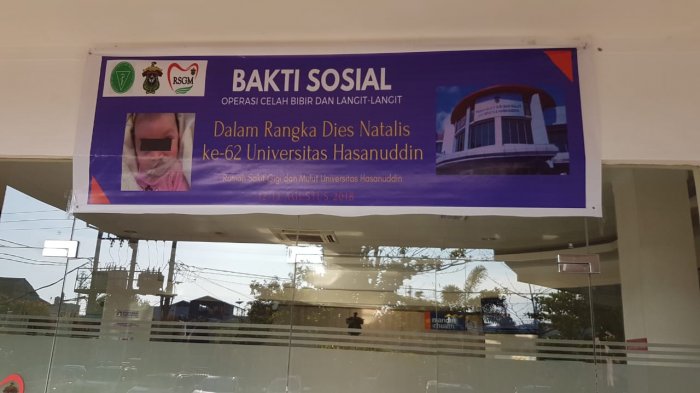 RSGM
BAKTI SOSIAL
OPERASI CELAH BIBIR DAN LANGIT-LANGIT
Dalam Rangka Dies Natalis
ke-62 Universitas Hasanuddin
Rumah Sakit Gigi dan Mulut Universitas Hasanuddin